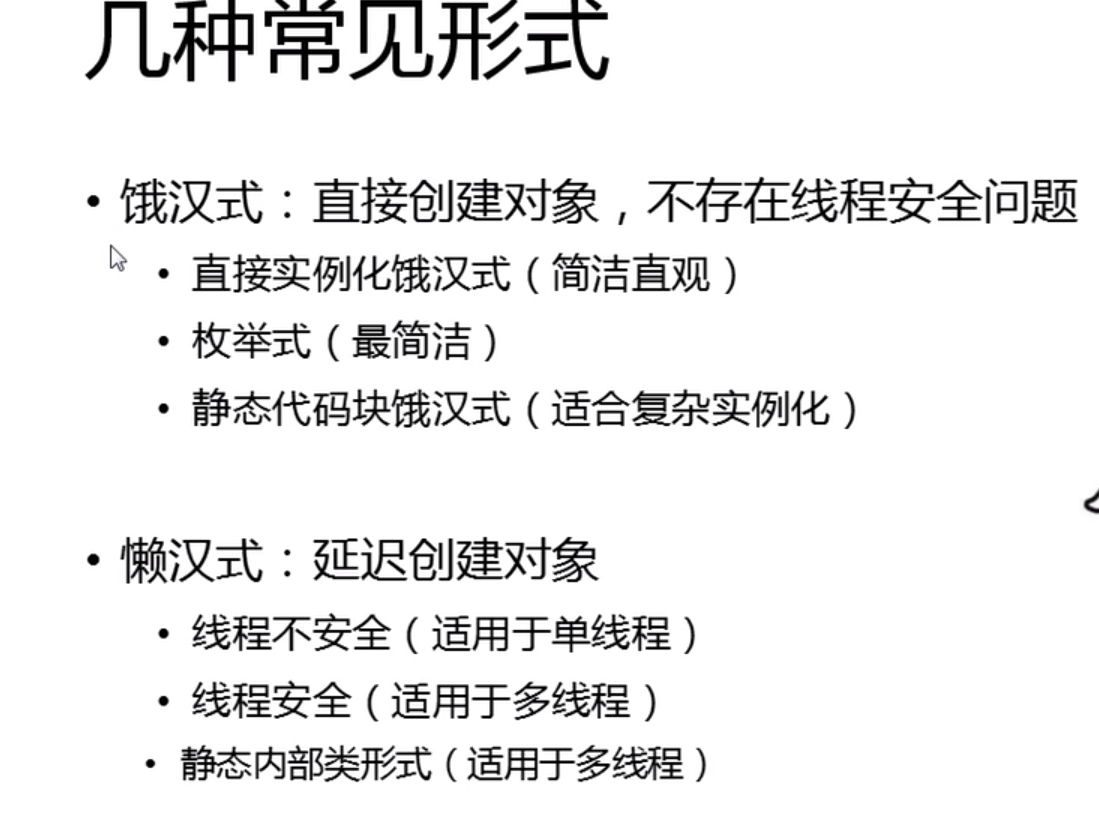 几种常见形式
• 饿汉式：直接创建对象，不存在线程安全问题
• 直接实例化饿汉式（简洁直观）
• 枚举式（最简洁）
• 静态代码块饿汉式（适合复杂实例化）
• 懒汉式：延迟创建对象
• 线程不安全（适用于单线程）
• 线程安全（适用于多线程）
• 静态内部类形式（适用于多线程）